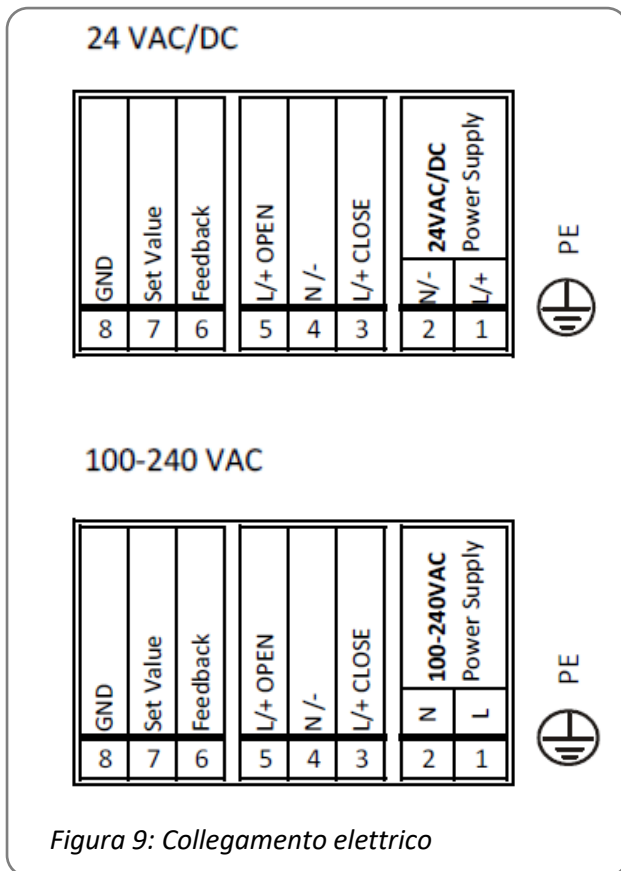 24 VAC/DC
GND
Set Value
Feedback
L/+ OPEN
N /-
L/+ CLOSE
24VAC/DC
Power Supply
N/-
L/+
PE
8 7 6 5 4 3 2 1
100-240 VAC
GND
Set Value
Feedback
L/+ OPEN
N /-
L/+ CLOSE
100-240VAC
Power Supply
N
L
PE
8 7 6 5 4 3 2 1
Figura 9: Collegamento elettrico